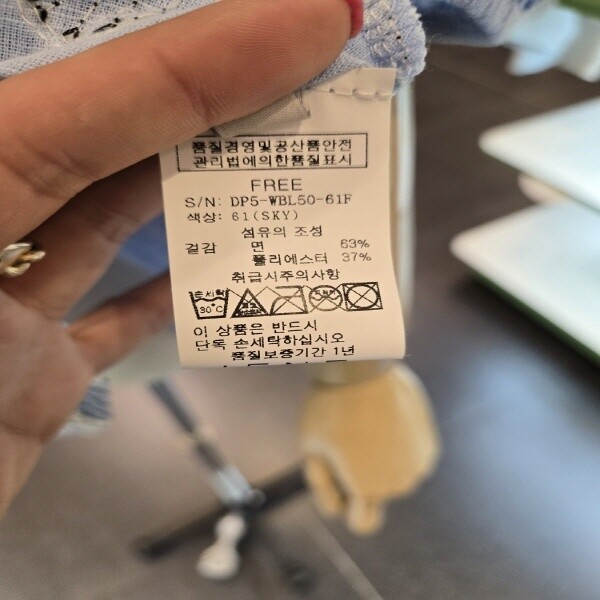 품질경영및공산품안전
관리법에의한품질표시
FREE
S/N: DP5-WBL50-61F
색상: 61(SKY)
섬유의 조성
겉감 면 63%
폴리에스터 37%
취급시주의사항
손세탁 30°C
이 상품은 반드시
단독 손세탁하십시오
품질보증기간 1년